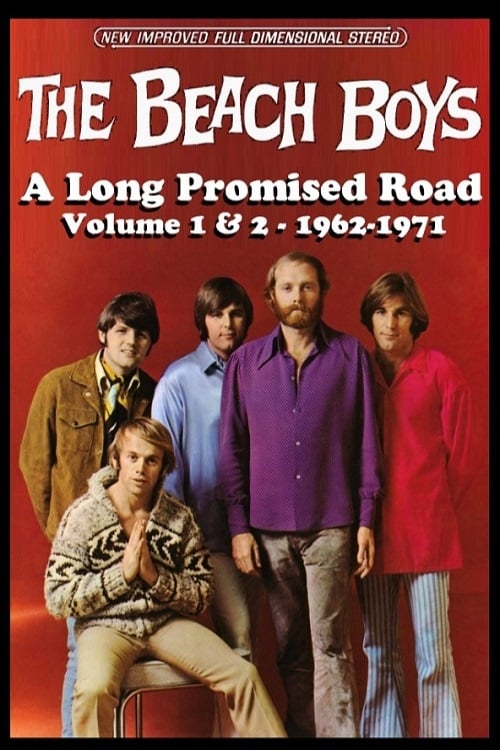 NEW IMPROVED FULL DIMENSIONAL STEREO
THE BEACH BOYS
A Long Promised Road
Volume 1 & 2 - 1962-1971